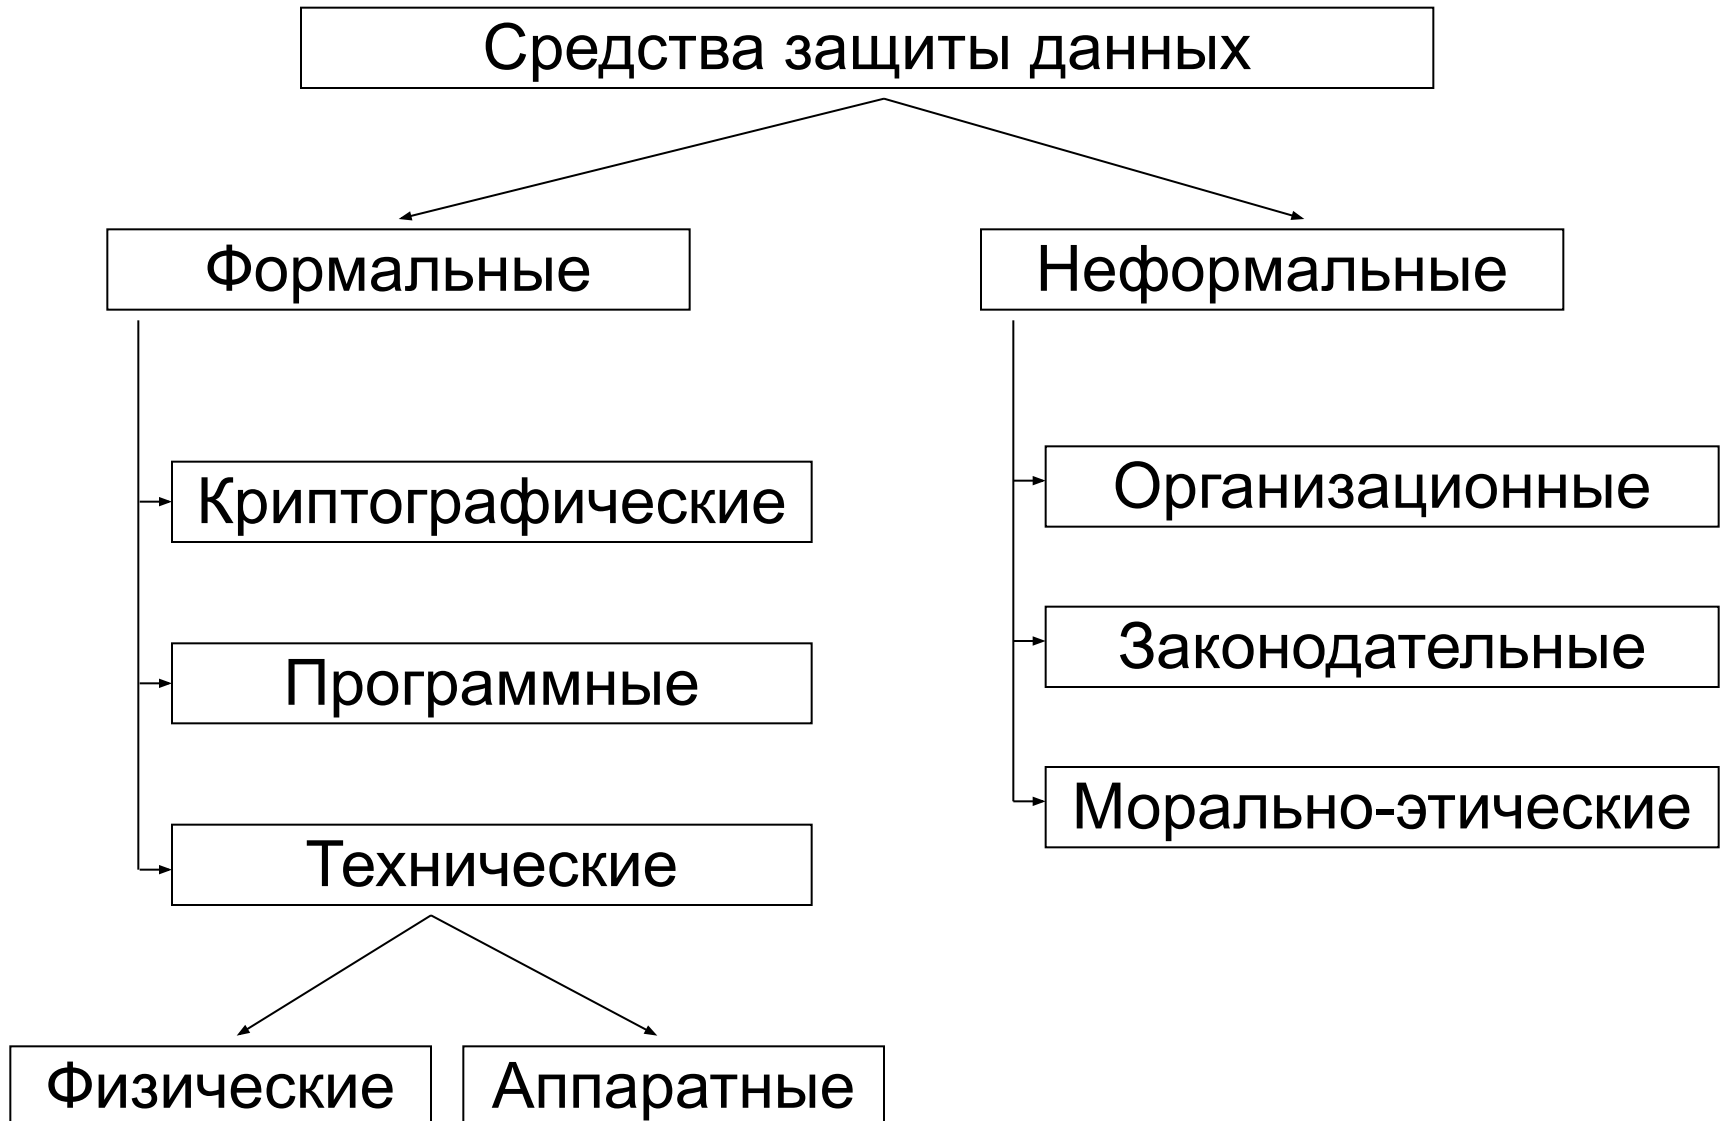 Средства защиты данных
Формальные
Неформальные
Криптографические
Организационные
Программные
Законодательные
Технические
Морально-этические
Физические
Аппаратные